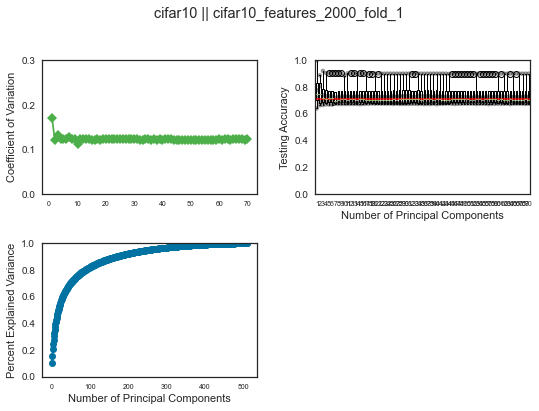 cifar10 || cifar10_features_2000_fold_1
0.3
0.2
0.1
0.0
Coefficient of Variation
0 10 20 30 40 50 60 70
1.0
0.8
0.6
0.4
0.2
0.0
Testing Accuracy
Number of Principal Components
1.0
0.8
0.6
0.4
0.2
0.0
Percent Explained Variance
0 100 200 300 400 500
Number of Principal Components